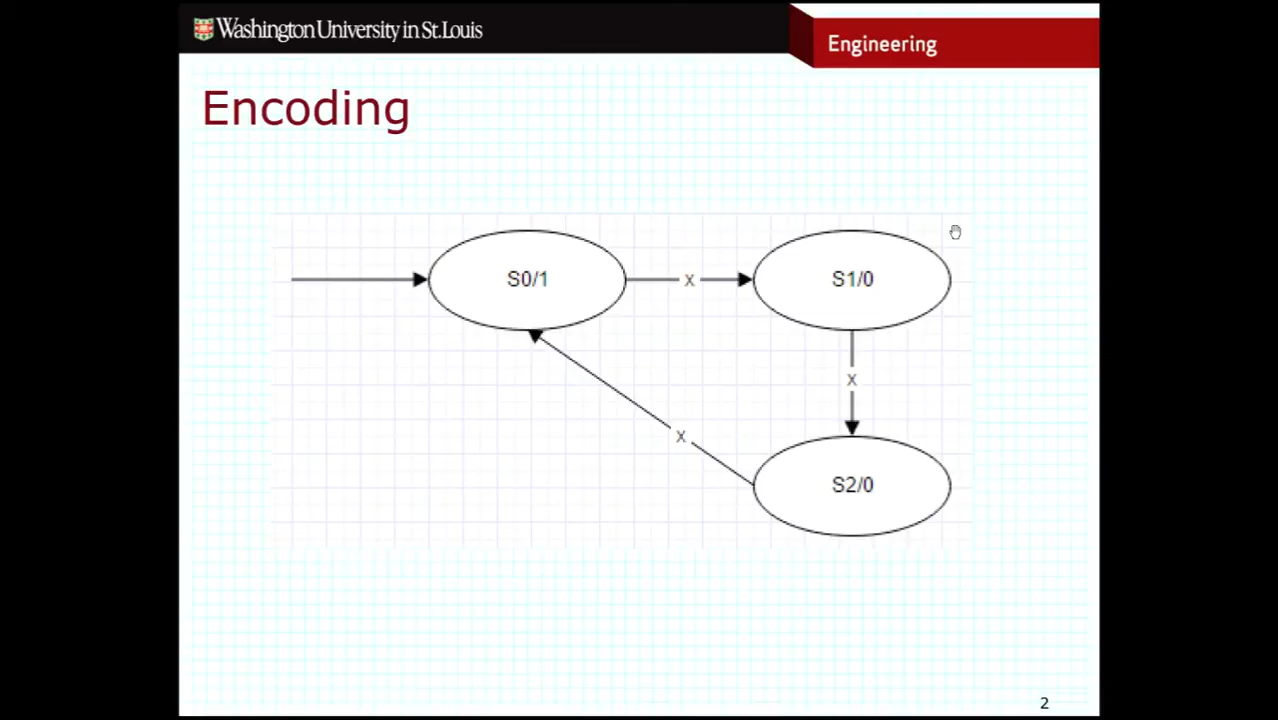 Washington University in St.Louis
Engineering
Encoding
S0/1
X
S1/0
X
X
S2/0
2